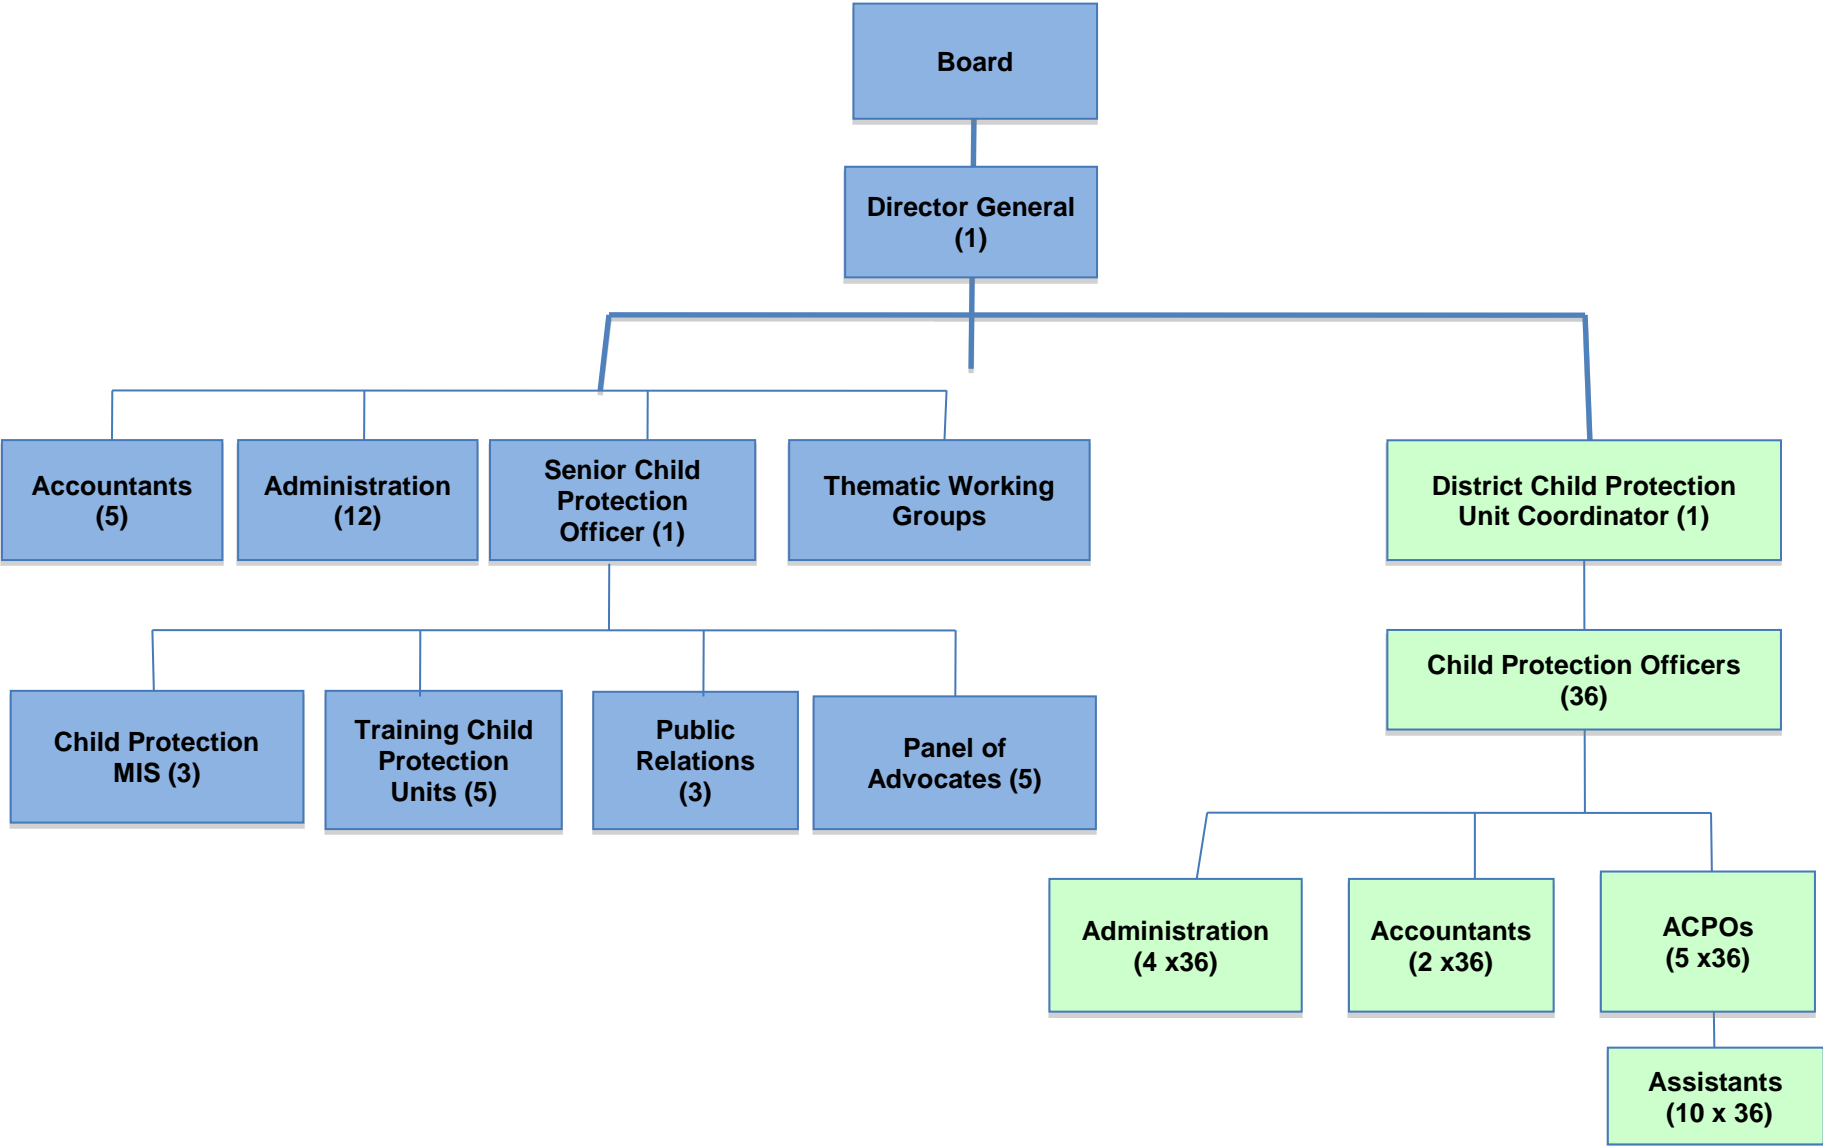 Board
Director General
(1)
Accountants
(5)
Administration
(12)
Senior Child
Protection
Officer (1)
Thematic Working
Groups
District Child Protection
Unit Coordinator (1)
Child Protection Officers
(36)
Child Protection
MIS (3)
Training Child
Protection
Units (5)
Public
Relations
(3)
Panel of
Advocates (5)
Administration
(4 x36)
Accountants
(2 x36)
ACPOs
(5 x36)
Assistants
(10 x 36)